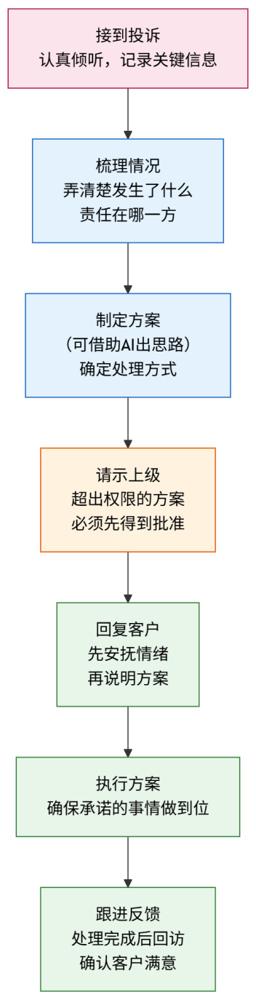 接到投诉
认真倾听，记录关键信息
梳理情况
弄清楚发生了什么
责任在哪一方
制定方案
（可借助AI出思路）
确定处理方式
请示上级
超出权限的方案
必须先得到批准
回复客户
先安抚情绪
再说明方案
执行方案
确保承诺的事情做到位
跟进反馈
处理完成后回访
确认客户满意